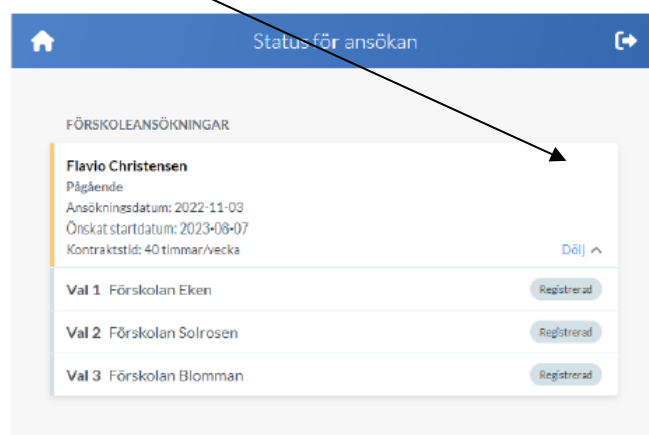 Status för ansökan
FÖRSKOLEANSÖKNINGAR
Flavio Christensen
Pågående
Ansökningsdatum: 2022-11-03
Önskat startdatum: 2023-08-07
Kontraktstid: 40 timmar/vecka
Dölj
Val 1 Förskolan Eken Registrerad
Val 2 Förskolan Solrosen Registrerad
Val 3 Förskolan Blomman Registrerad